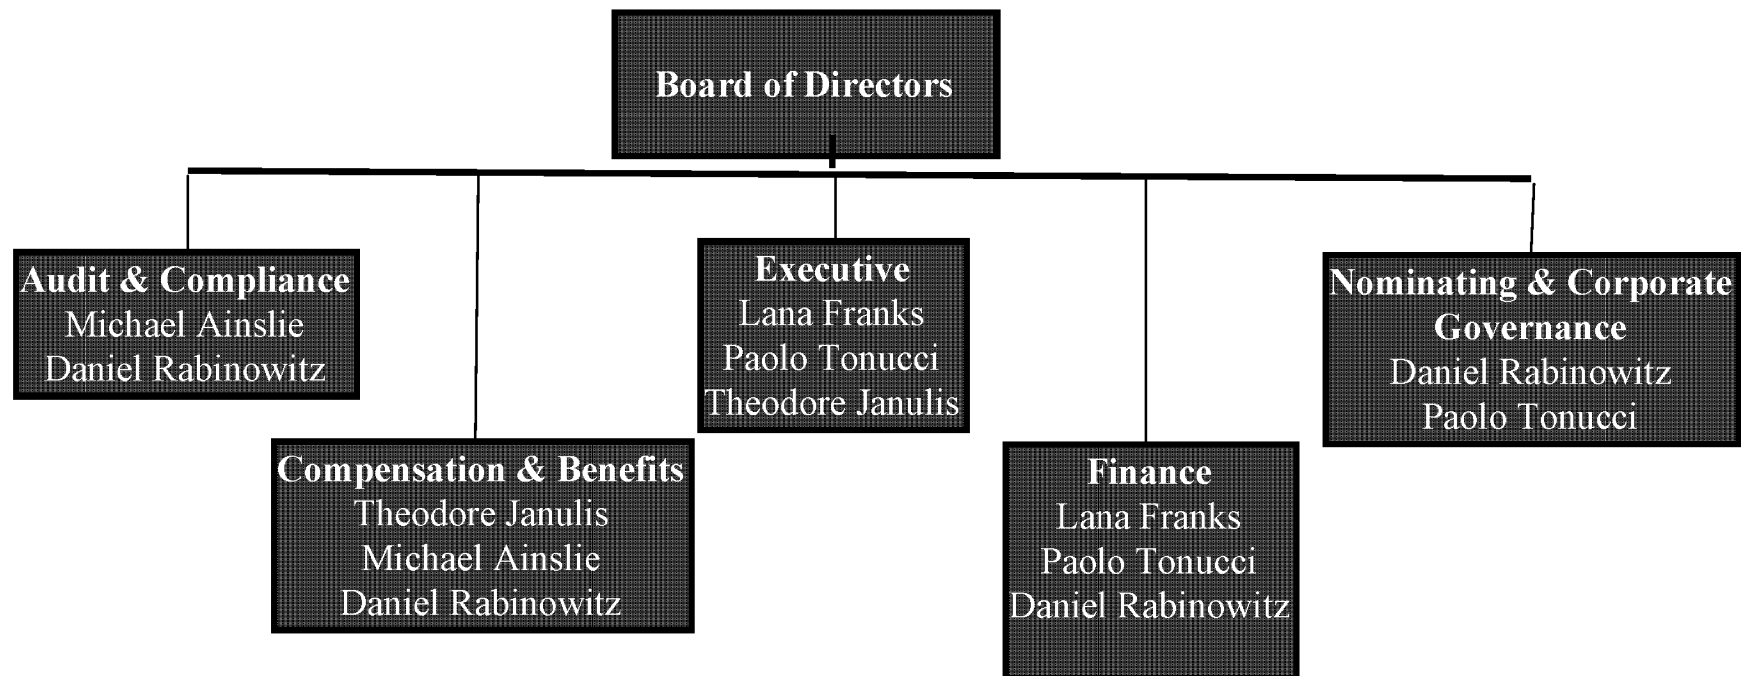 Board of Directors
Audit & Compliance
Michael Ainslie
Daniel Rabinowitz
Compensation & Benefits
Theodore Janulis
Michael Ainslie
Daniel Rabinowitz
Executive
Lana Franks
Paolo Tonucci
Theodore Janulis
Finance
Lana Franks
Paolo Tonucci
Daniel Rabinowitz
Nominating & Corporate
Governance
Daniel Rabinowitz
Paolo Tonucci